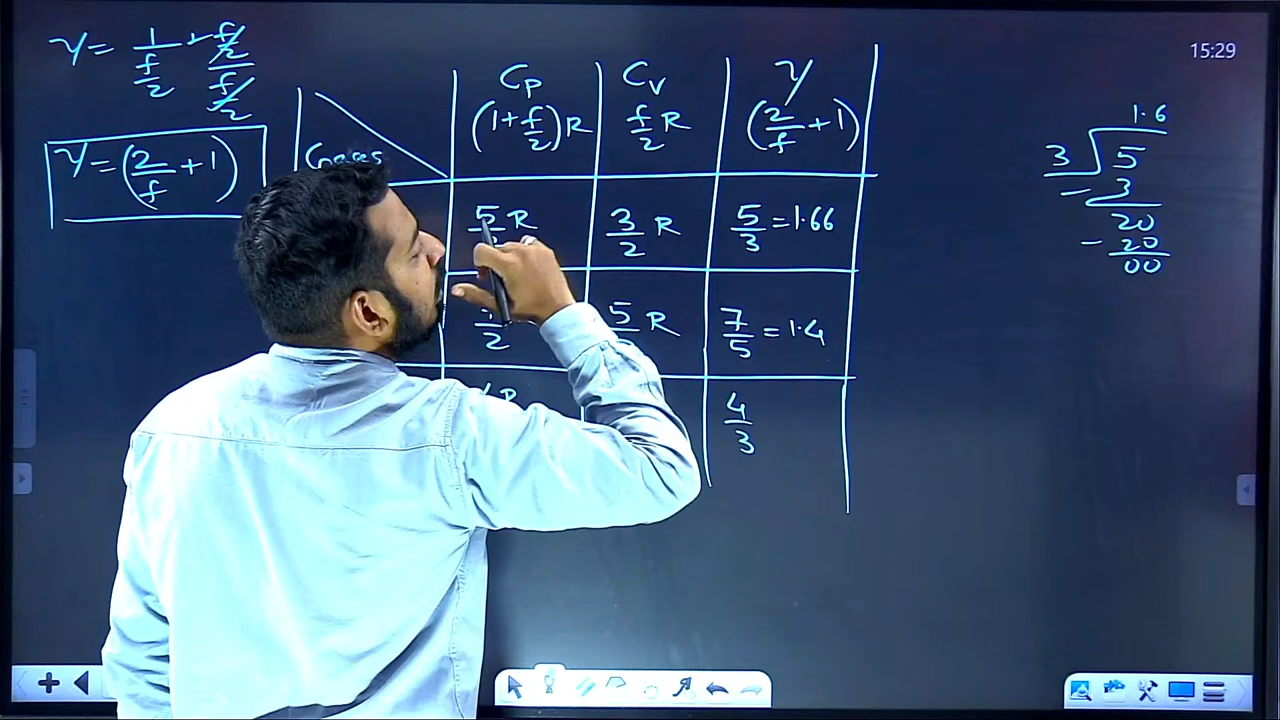 γ = 1/(f/2) + (f/2)/(f/2)
γ = (2/f + 1)
Gases
Cp
(1 + f/2)R
Cv
f/2 R
γ
(2/f + 1)
5/2 R
3/2 R
5/3 = 1.66
7/2
5 R
7/5 = 1.4
R
4/3
15:29
1.6
3 5
- 3
20
- 20
00